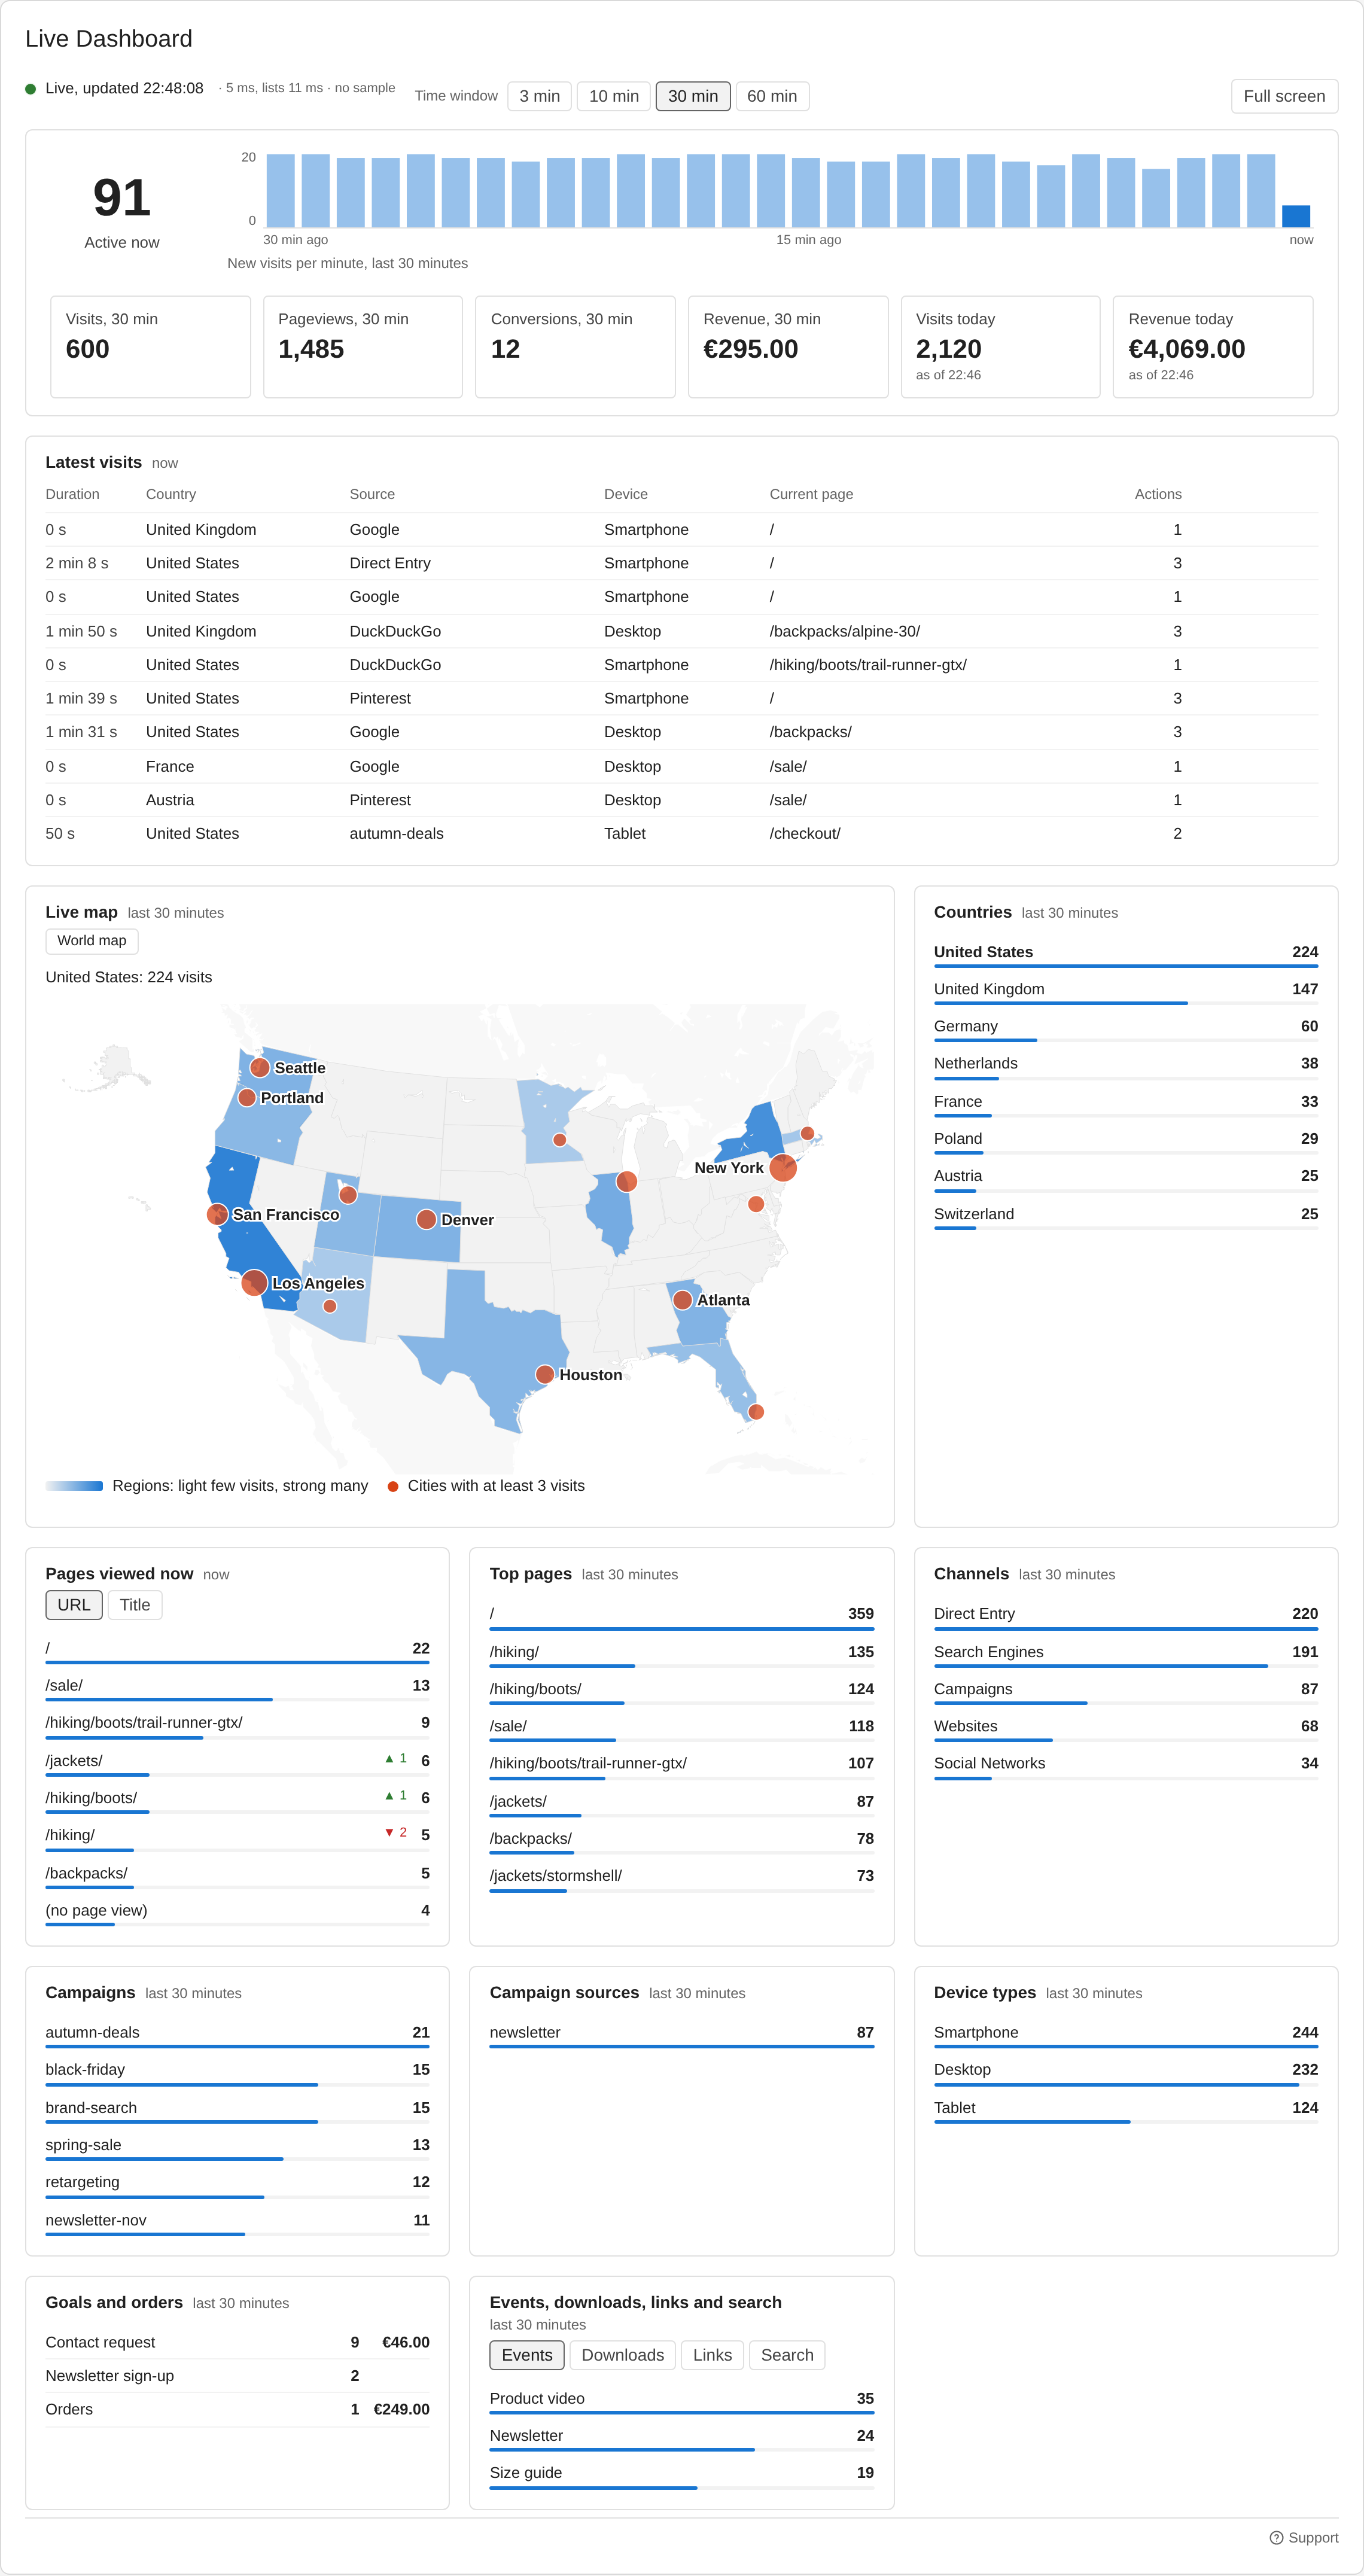 Live Dashboard
Live, updated 22:48:08 · 5 ms, lists 11 ms · no sample Time window 3 min 10 min 30 min 60 min Full screen
91
Active now
20
0
30 min ago 15 min ago now
New visits per minute, last 30 minutes
Visits, 30 min
600
Pageviews, 30 min
1,485
Conversions, 30 min
12
Revenue, 30 min
€295.00
Visits today
2,120
as of 22:46
Revenue today
€4,069.00
as of 22:46
Latest visits now
Duration Country Source Device Current page Actions
0 s United Kingdom Google Smartphone / 1
2 min 8 s United States Direct Entry Smartphone / 3
0 s United States Google Smartphone / 1
1 min 50 s United Kingdom DuckDuckGo Desktop /backpacks/alpine-30/ 3
0 s United States DuckDuckGo Smartphone /hiking/boots/trail-runner-gtx/ 1
1 min 39 s United States Pinterest Smartphone / 3
1 min 31 s United States Google Desktop /backpacks/ 3
0 s France Google Desktop /sale/ 1
0 s Austria Pinterest Desktop /sale/ 1
50 s United States autumn-deals Tablet /checkout/ 2
Live map last 30 minutes
World map
United States: 224 visits
Seattle
Portland
New York
San Francisco
Denver
Los Angeles
Atlanta
Houston
Regions: light few visits, strong many Cities with at least 3 visits
Countries last 30 minutes
United States 224
United Kingdom 147
Germany 60
Netherlands 38
France 33
Poland 29
Austria 25
Switzerland 25
Pages viewed now now
URL Title
/ 22
/sale/ 13
/hiking/boots/trail-runner-gtx/ 9
/jackets/ ▲ 1 6
/hiking/boots/ ▲ 1 6
/hiking/ ▼ 2 5
/backpacks/ 5
(no page view) 4
Top pages last 30 minutes
/ 359
/hiking/ 135
/hiking/boots/ 124
/sale/ 118
/hiking/boots/trail-runner-gtx/ 107
/jackets/ 87
/backpacks/ 78
/jackets/stormshell/ 73
Channels last 30 minutes
Direct Entry 220
Search Engines 191
Campaigns 87
Websites 68
Social Networks 34
Campaigns last 30 minutes
autumn-deals 21
black-friday 15
brand-search 15
spring-sale 13
retargeting 12
newsletter-nov 11
Campaign sources last 30 minutes
newsletter 87
Device types last 30 minutes
Smartphone 244
Desktop 232
Tablet 124
Goals and orders last 30 minutes
Contact request 9 €46.00
Newsletter sign-up 2
Orders 1 €249.00
Events, downloads, links and search
last 30 minutes
Events Downloads Links Search
Product video 35
Newsletter 24
Size guide 19
Support